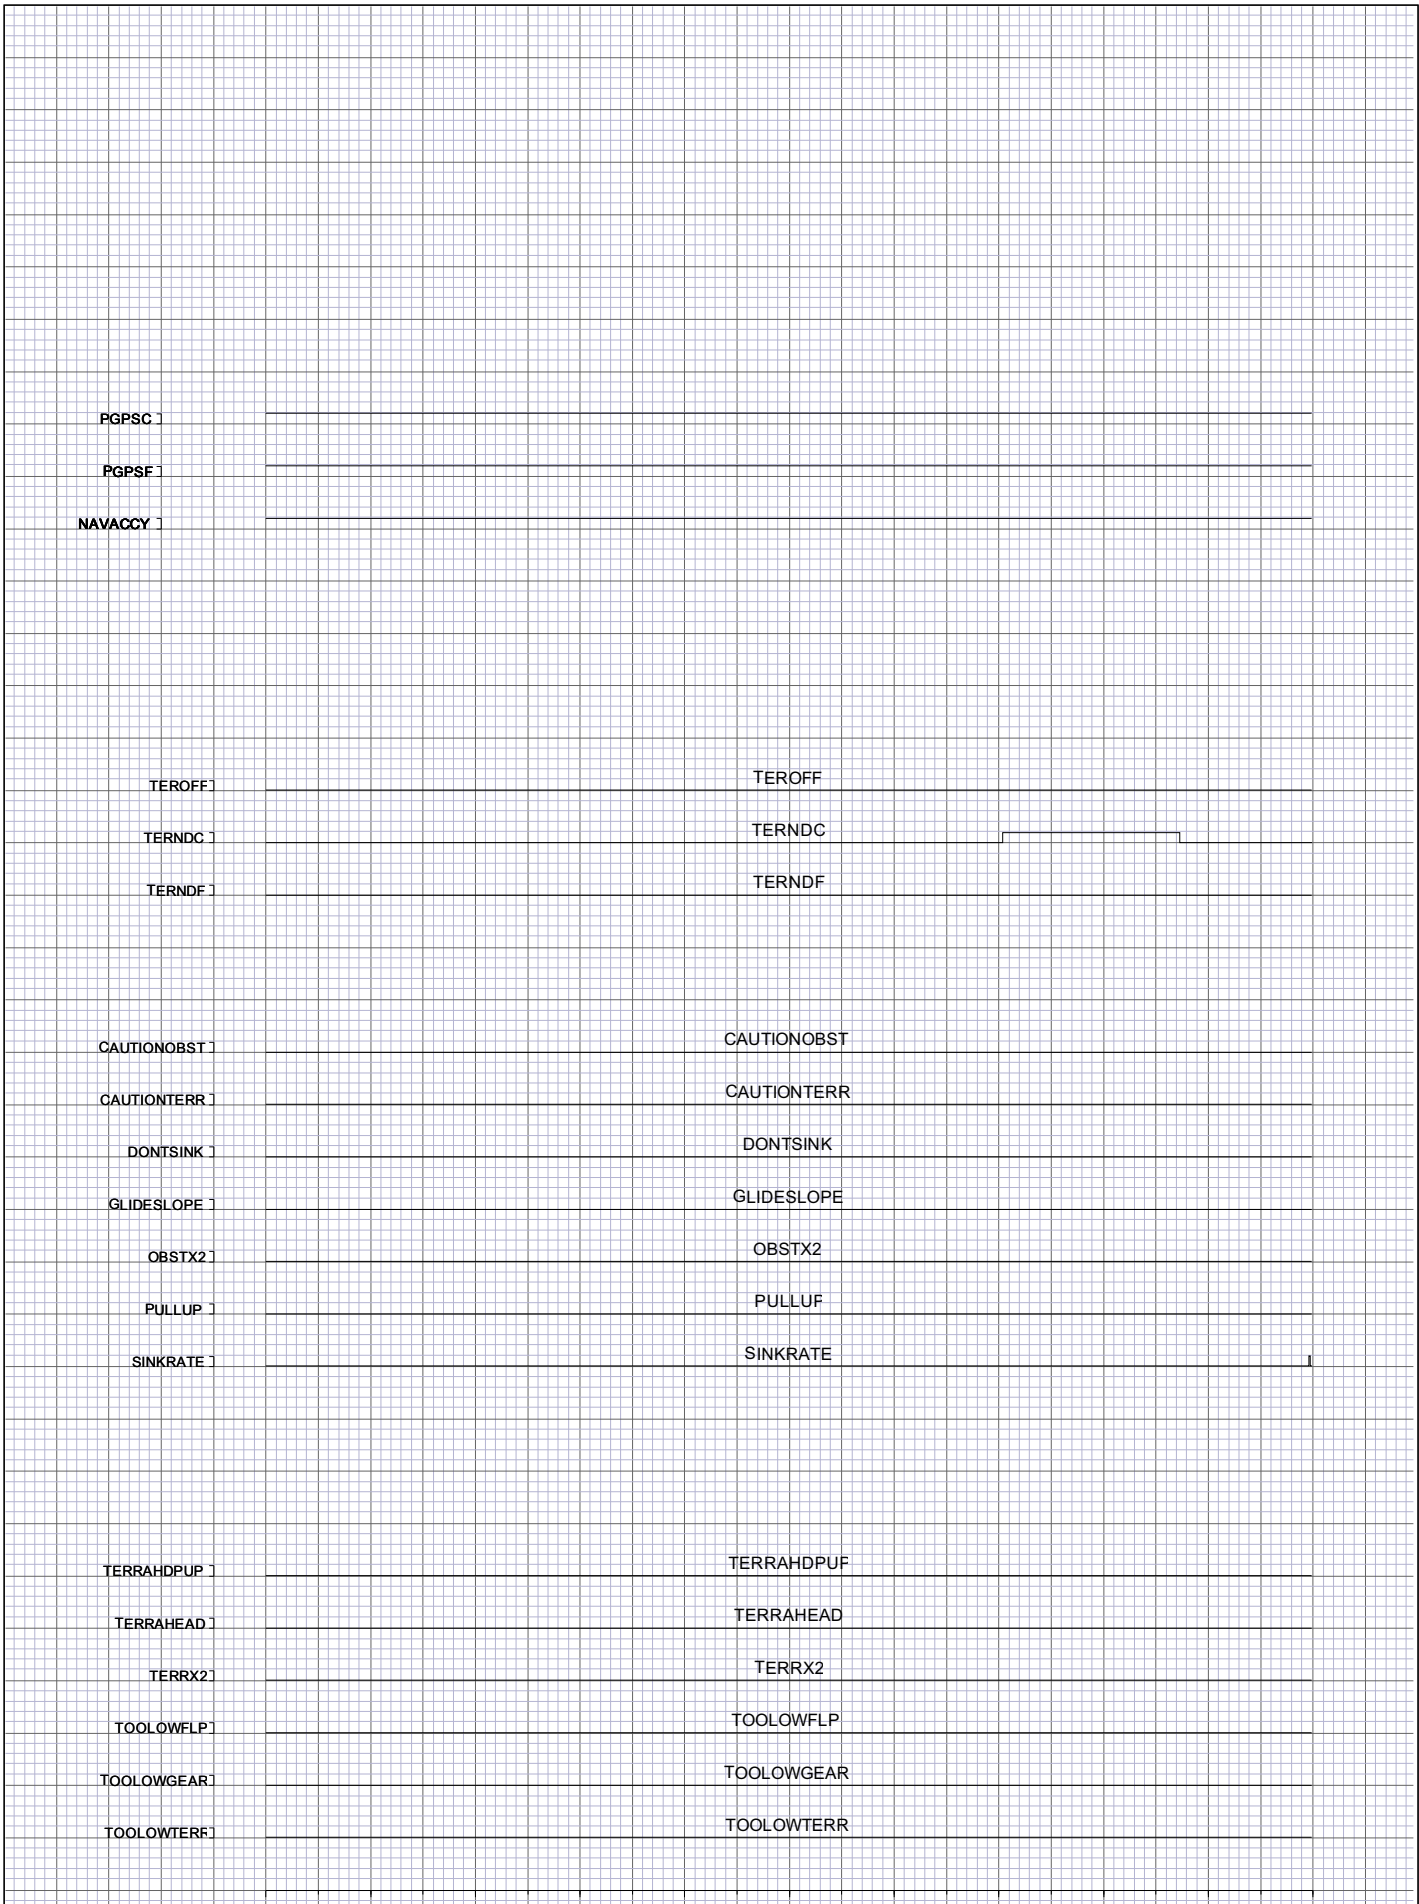 PGPSC
PGPSF
NAVACCY
TEROFF TEROFF
TERNDC TERNDC
TERNDF TERNDF
CAUTIONOBST CAUTIONOBST
CAUTIONTERR CAUTIONTERR
DONTSINK DONTSINK
GLIDESLOPE GLIDESLOPE
OBSTX2 OBSTX2
PULLUP PULLUP
SINKRATE SINKRATE
TERRAHDPUP TERRAHDPUP
TERRAHEAD TERRAHEAD
TERRX2 TERRX2
TOOLOWFLP TOOLOWFLP
TOOLOWGEAR TOOLOWGEAR
TOOLOWTERR TOOLOWTERR